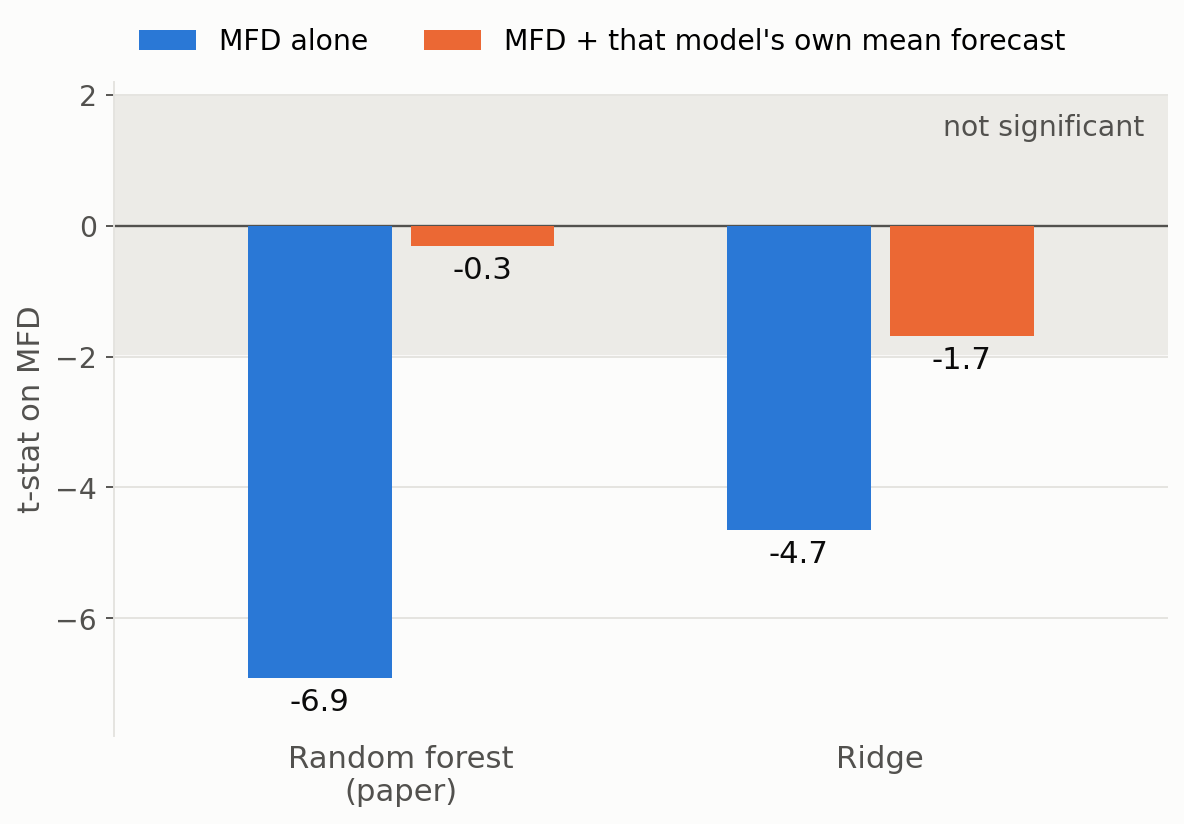 MFD alone
MFD + that model's own mean forecast
2
not significant
0
-0.3
t-stat on MFD
−2
-1.7
−4
-4.7
−6
-6.9
Random forest
(paper)
Ridge